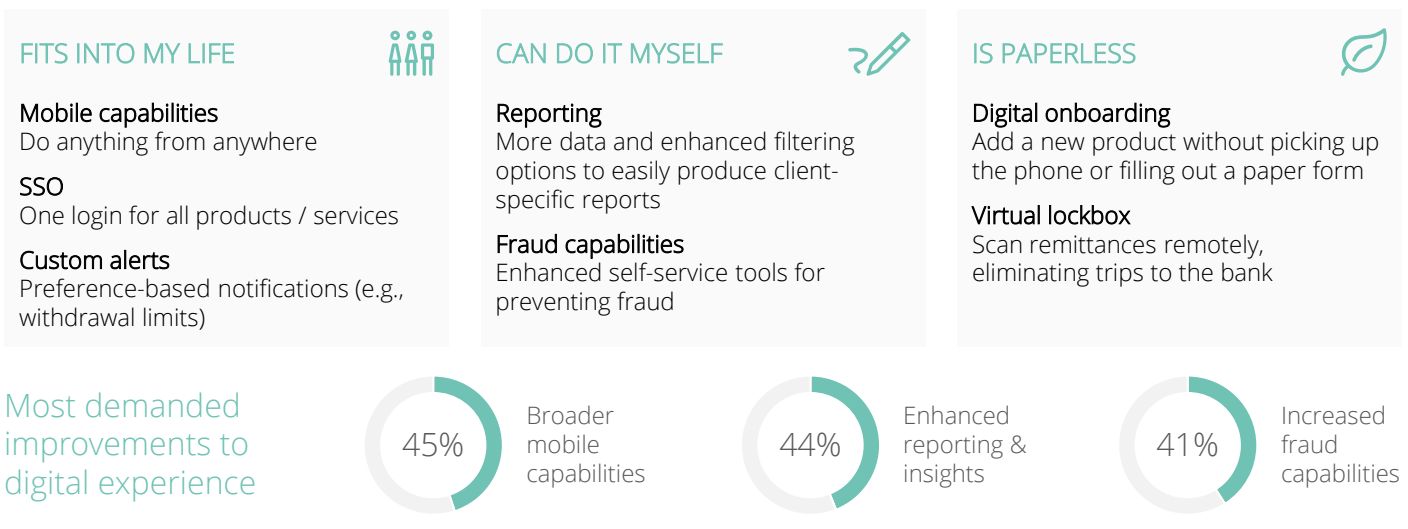 FITS INTO MY LIFE
Mobile capabilities
Do anything from anywhere
SSO
One login for all products / services
Custom alerts
Preference-based notifications (e.g.,
withdrawal limits)
CAN DO IT MYSELF
Reporting
More data and enhanced filtering
options to easily produce client-
specific reports
Fraud capabilities
Enhanced self-service tools for
preventing fraud
IS PAPERLESS
Digital onboarding
Add a new product without picking up
the phone or filling out a paper form
Virtual lockbox
Scan remittances remotely,
eliminating trips to the bank
Most demanded
improvements to
digital experience
45%
Broader
mobile
capabilities
44%
Enhanced
reporting &
insights
41%
Increased
fraud
capabilities